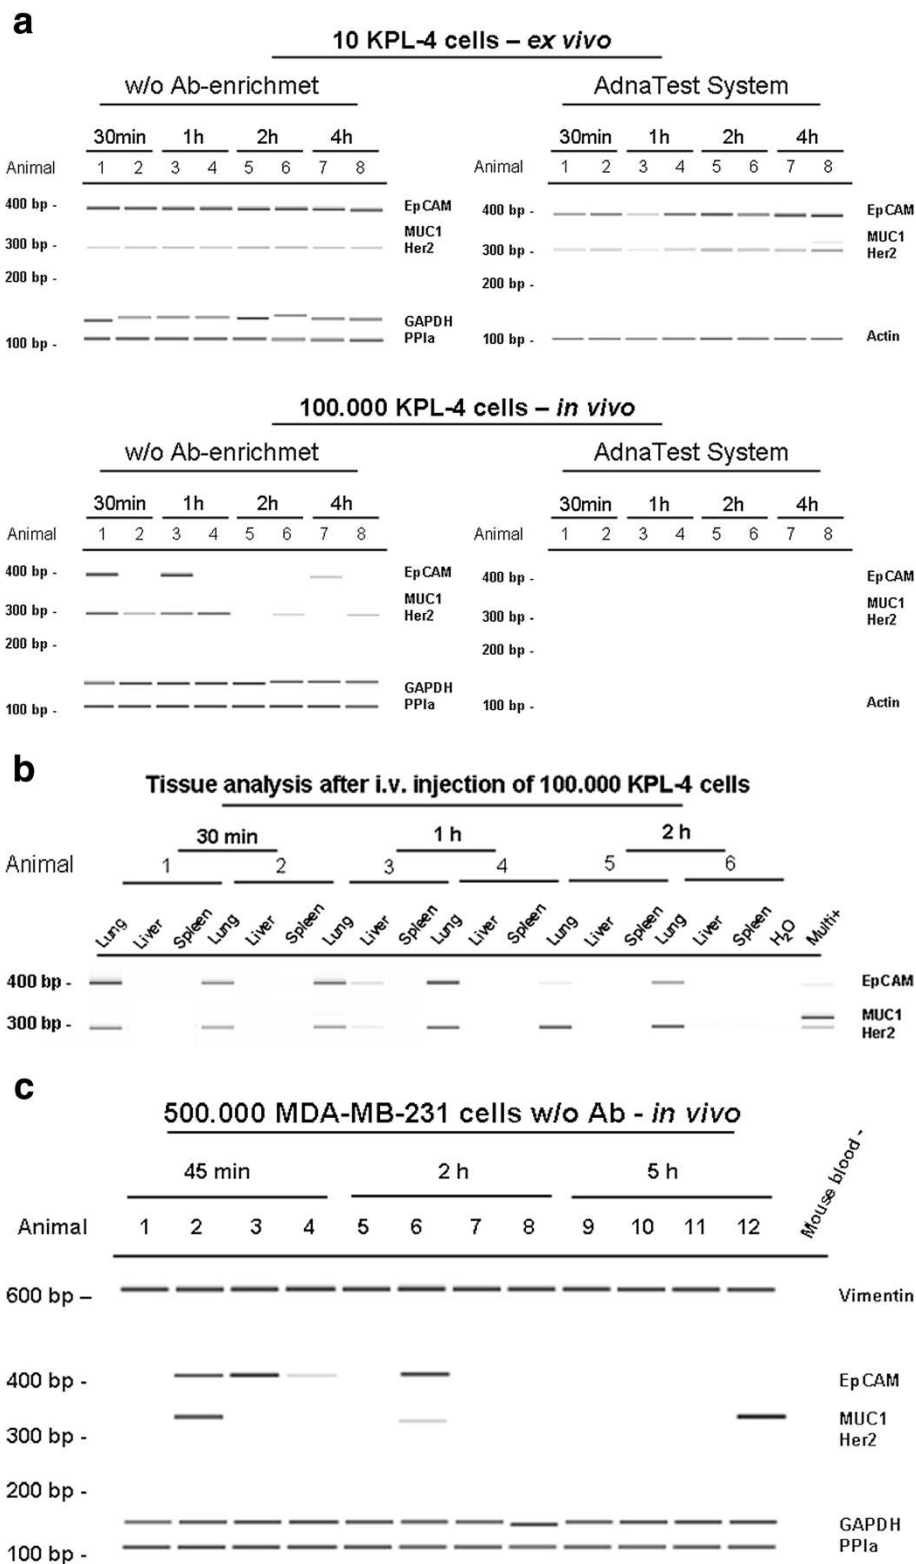 a
10 KPL-4 cells – ex vivo
w/o Ab-enrichmet AdnaTest System
30min 1h 2h 4h 30min 1h 2h 4h
Animal 1 2 3 4 5 6 7 8 Animal 1 2 3 4 5 6 7 8
400 bp - EpCAM 400 bp - EpCAM
MUC1 MUC1
300 bp - Her2 300 bp - Her2
200 bp - 200 bp -
GAPDH
100 bp - PPIa 100 bp - Actin
100.000 KPL-4 cells – in vivo
w/o Ab-enrichmet AdnaTest System
30min 1h 2h 4h 30min 1h 2h 4h
Animal 1 2 3 4 5 6 7 8 Animal 1 2 3 4 5 6 7 8
400 bp - EpCAM 400 bp - EpCAM
MUC1 MUC1
300 bp - Her2 300 bp - Her2
200 bp - 200 bp -
GAPDH
100 bp - PPIa 100 bp - Actin
b
Tissue analysis after i.v. injection of 100.000 KPL-4 cells
30 min 1 h 2 h
Animal 1 2 3 4 5 6
Lung Liver Spleen Lung Liver Spleen Lung Liver Spleen Lung Liver Spleen Lung Liver Spleen Lung Liver Spleen H2O Multi+
400 bp - EpCAM
300 bp - MUC1
Her2
c
500.000 MDA-MB-231 cells w/o Ab - in vivo
45 min 2 h 5 h Mouse blood -
Animal 1 2 3 4 5 6 7 8 9 10 11 12
600 bp – Vimentin
400 bp - EpCAM
MUC1
300 bp - Her2
200 bp -
GAPDH
100 bp - PPIa